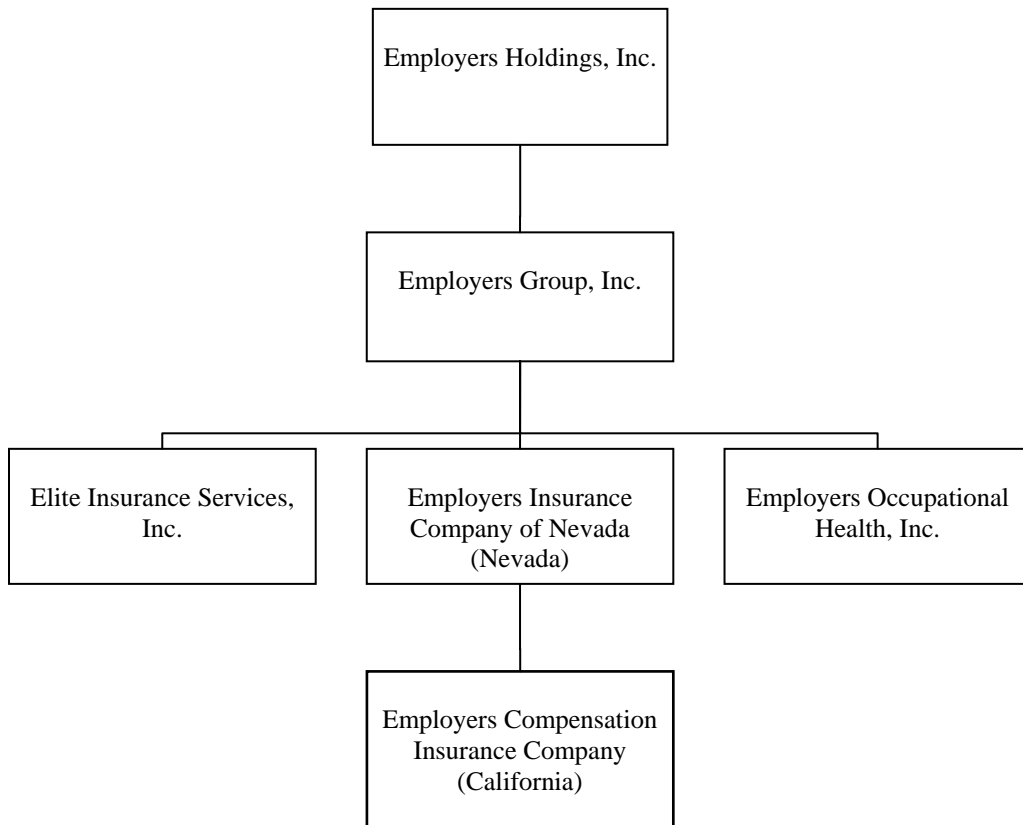 Employers Holdings, Inc.
Employers Group, Inc.
Elite Insurance Services,
Inc.
Employers Insurance
Company of Nevada
(Nevada)
Employers Occupational
Health, Inc.
Employers Compensation
Insurance Company
(California)